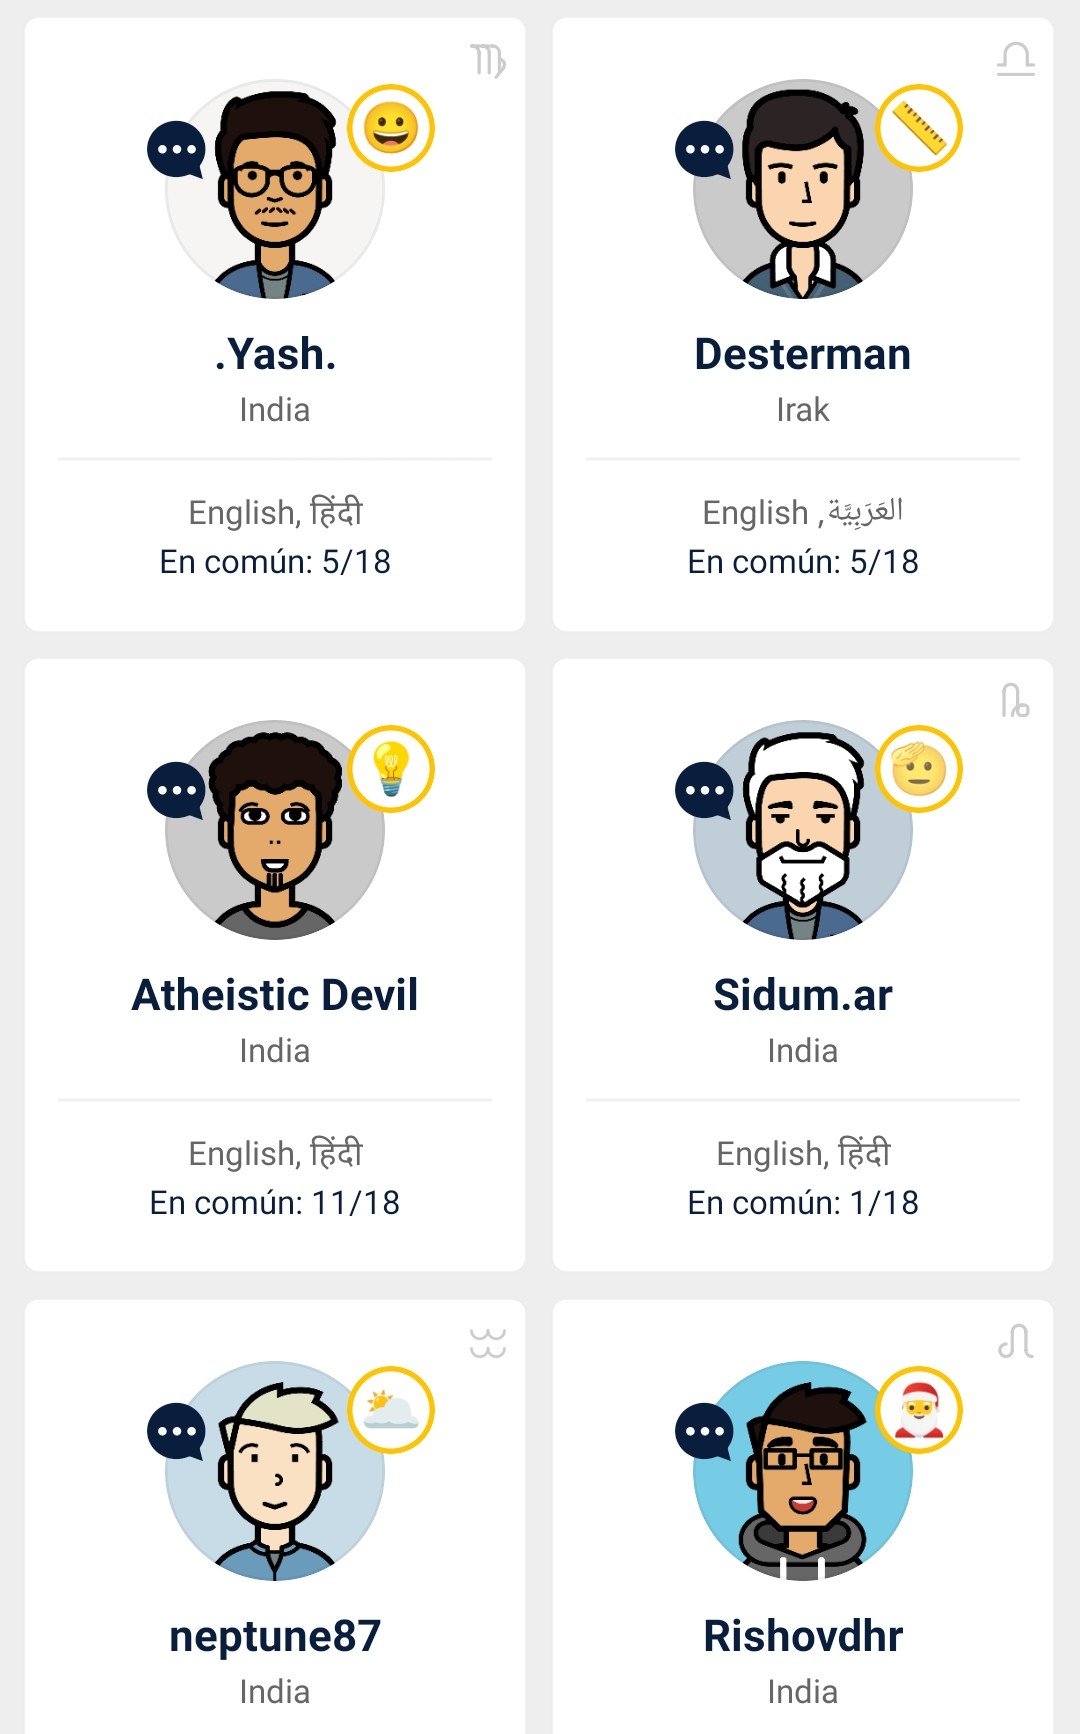 .Yash.
India
English, हिंदी
En común: 5/18
Desterman
Irak
English , العَرَبِيَّة
En común: 5/18
Atheistic Devil
India
English, हिंदी
En común: 11/18
Sidum.ar
India
English, हिंदी
En común: 1/18
neptune87
India
Rishovdhr
India